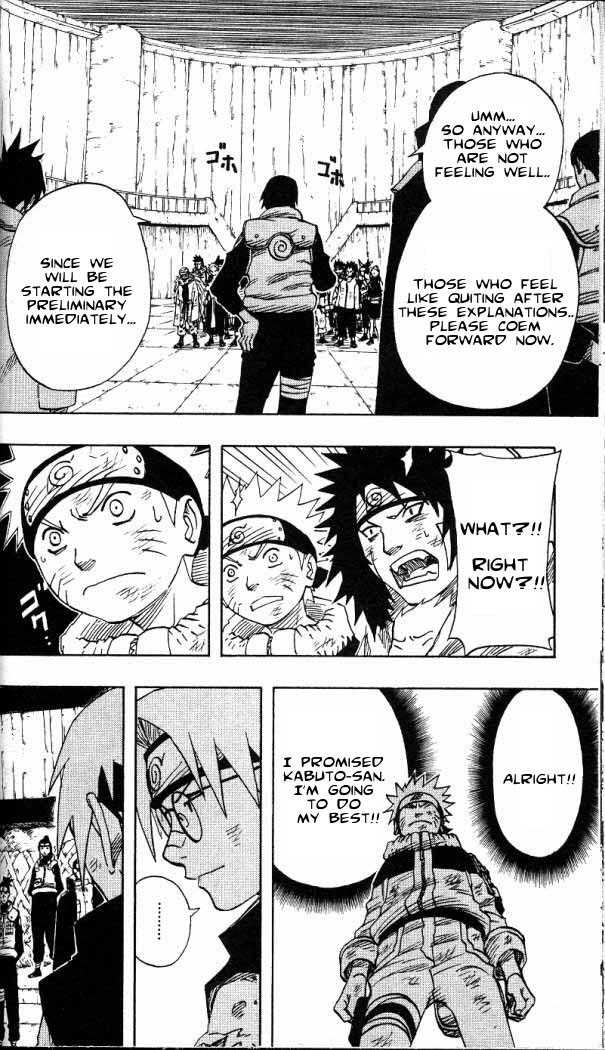 UMM...
SO ANYWAY...
THOSE WHO
ARE NOT
FEELING WELL..
THOSE WHO FEEL
LIKE QUITING AFTER
THESE EXPLANATIONS..
PLEASE COEM
FORWARD NOW.
ゴホ
ゴホ
SINCE WE
WILL BE
STARTING THE
PRELIMINARY
IMMEDIATELY...
WHAT?!!
RIGHT
NOW?!!
ゴク
ALRIGHT!!
I PROMISED
KABUTO-SAN.
I'M GOING
TO DO
MY BEST!!
.........